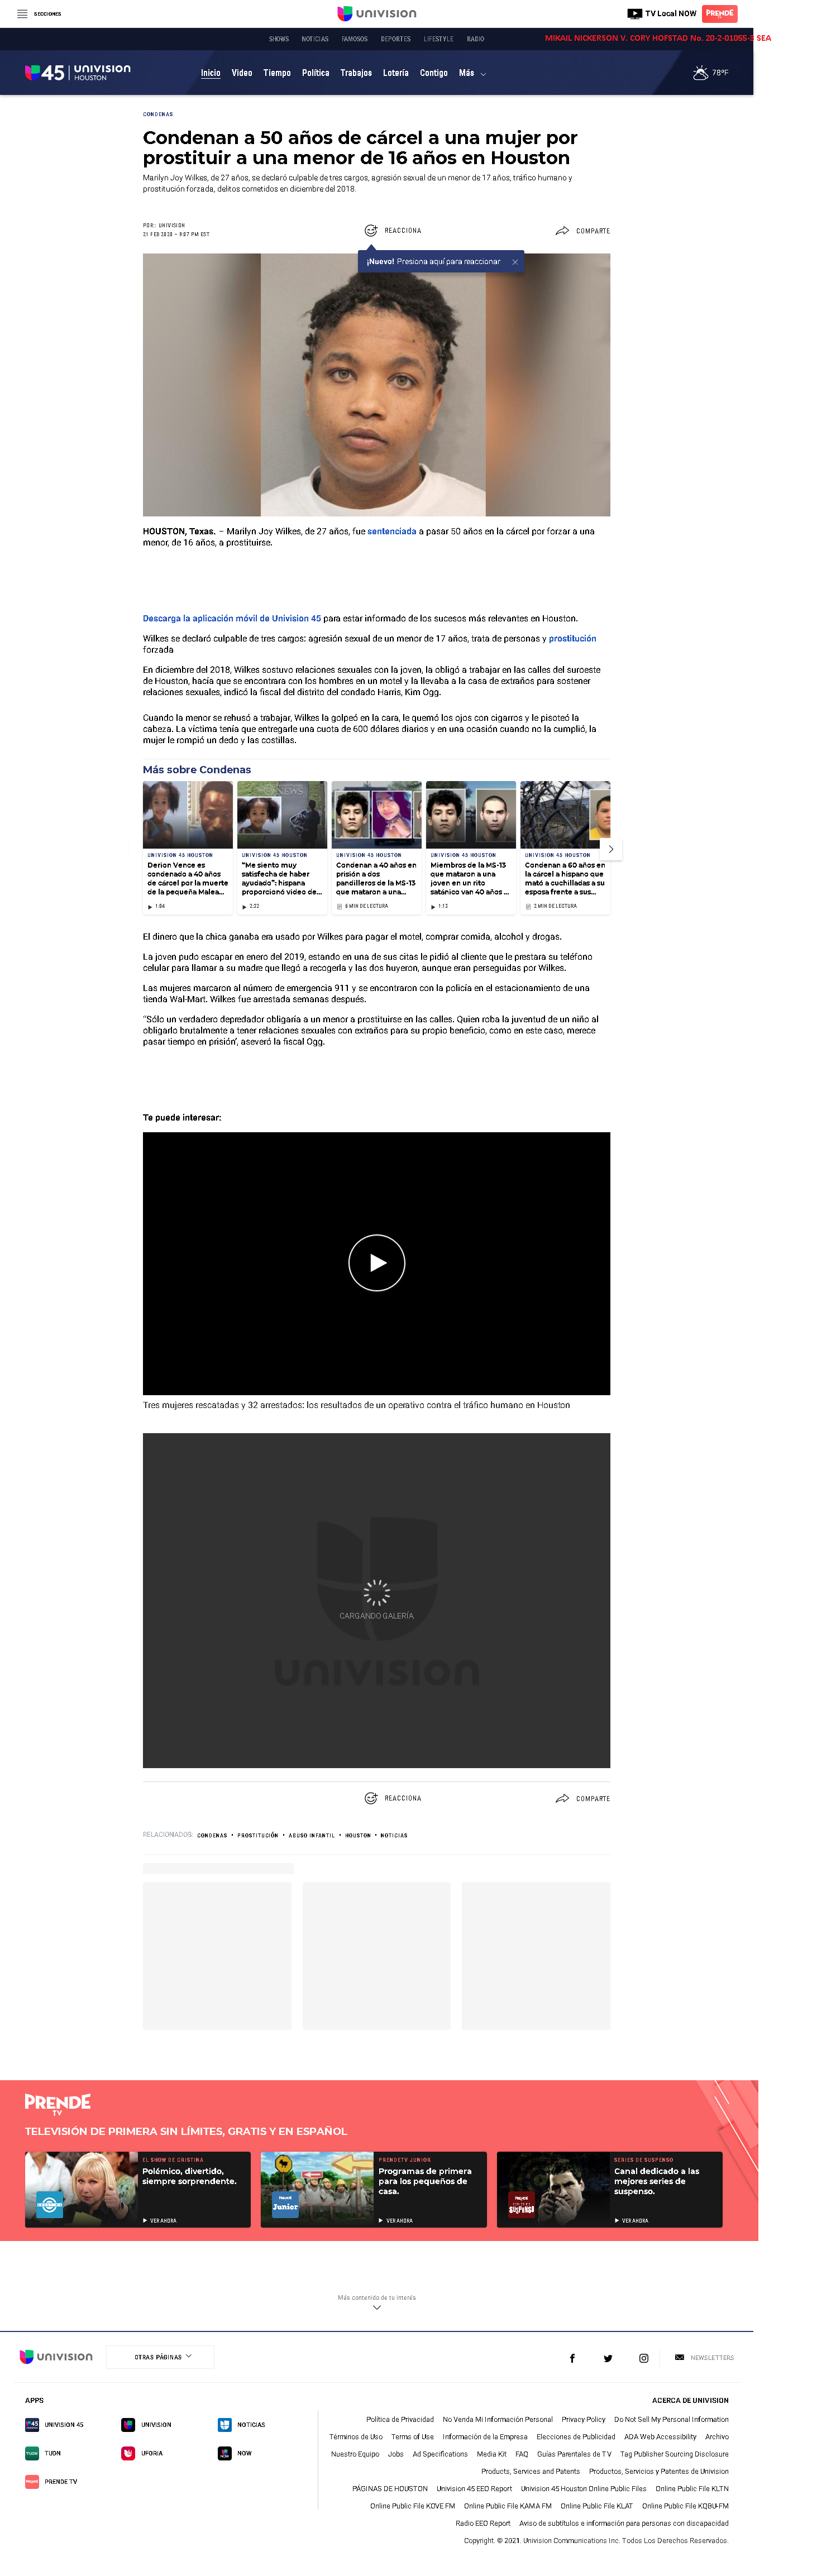 SECCIONES
UNIVISION
TV Local NOW
PRENDE
TV
SHOWS NOTICIAS FAMOSOS DEPORTES LIFESTYLE RADIO
MIKAIL NICKERSON V. CORY HOFSTAD No. 20-2-01055-3 SEA
45 UNIVISION
HOUSTON
Inicio Video Tiempo Política Trabajos Lotería Contigo Más
78°F
CONDENAS
Condenan a 50 años de cárcel a una mujer por
prostituir a una menor de 16 años en Houston
Marilyn Joy Wilkes, de 27 años, se declaró culpable de tres cargos, agresión sexual de un menor de 17 años, tráfico humano y
prostitución forzada, delitos cometidos en diciembre del 2018.
POR: UNIVISION
21 FEB 2020 – 8:07 PM EST
REACCIONA
COMPARTE
¡Nuevo! Presiona aquí para reaccionar
HOUSTON, Texas. – Marilyn Joy Wilkes, de 27 años, fue sentenciada a pasar 50 años en la cárcel por forzar a una
menor, de 16 años, a prostituirse.
Descarga la aplicación móvil de Univision 45 para estar informado de los sucesos más relevantes en Houston.
Wilkes se declaró culpable de tres cargos: agresión sexual de un menor de 17 años, trata de personas y prostitución
forzada
En diciembre del 2018, Wilkes sostuvo relaciones sexuales con la joven, la obligó a trabajar en las calles del suroeste
de Houston, hacía que se encontrara con los hombres en un motel y la llevaba a la casa de extraños para sostener
relaciones sexuales, indicó la fiscal del distrito del condado Harris, Kim Ogg.
Cuando la menor se rehusó a trabajar, Wilkes la golpeó en la cara, le quemó los ojos con cigarros y le pisoteó la
cabeza. La víctima tenía que entregarle una cuota de 600 dólares diarios y en una ocasión cuando no la cumplió, la
mujer le rompió un dedo y las costillas.
Más sobre Condenas
UNIVISION 45 HOUSTON
Derion Vence es
condenado a 40 años
de cárcel por la muerte
de la pequeña Malea...
1:04
UNIVISION 45 HOUSTON
"Me siento muy
satisfecha de haber
ayudado": hispana
proporcionó video de...
2:22
UNIVISION 45 HOUSTON
Condenan a 40 años en
prisión a dos
pandilleros de la MS-13
que mataron a una...
MIN DE LECTURA
UNIVISION 45 HOUSTON
Miembros de la MS-13
que mataron a una
joven en un rito
satánico van 40 años ...
1:12
UNIVISION 45 HOUSTON
Condenan a 60 años en
la cárcel a hispano que
mató a cuchilladas a su
esposa frente a sus...
2 MIN DE LECTURA
El dinero que la chica ganaba era usado por Wilkes para pagar el motel, comprar comida, alcohol y drogas.
La joven pudo escapar en enero del 2019, estando en una de sus citas le pidió al cliente que le prestara su teléfono
celular para llamar a su madre que llegó a recogerla y las dos huyeron, aunque eran perseguidas por Wilkes.
Las mujeres marcaron al número de emergencia 911 y se encontraron con la policía en el estacionamiento de una
tienda Wal-Mart. Wilkes fue arrestada semanas después.
“Sólo un verdadero depredador obligaría a un menor a prostituirse en las calles. Quien roba la juventud de un niño al
obligarlo brutalmente a tener relaciones sexuales con extraños para su propio beneficio, como en este caso, merece
pasar tiempo en prisión’, aseveró la fiscal Ogg.
Te puede interesar:
Tres mujeres rescatadas y 32 arrestados: los resultados de un operativo contra el tráfico humano en Houston
CARGANDO GALERÍA
UNIVISION
REACCIONA
COMPARTE
RELACIONADOS: CONDENAS • PROSTITUCIÓN • ABUSO INFANTIL • HOUSTON • NOTICIAS
PRENDE
TV
TELEVISIÓN DE PRIMERA SIN LÍMITES, GRATIS Y EN ESPAÑOL
EL SHOW DE CRISTINA
Polémico, divertido,
siempre sorprendente.
VER AHORA
PRENDETV JUNIOR
Programas de primera
para los pequeños de
casa.
VER AHORA
Junior
SERIES DE SUSPENSO
Canal dedicado a las
mejores series de
suspenso.
VER AHORA
SUSPENSO
Más contenido de tu interés
UNIVISION
OTRAS PÁGINAS
NEWSLETTERS
APPS
UNIVISION 45
UNIVISION
NOTICIAS
TUDN
UFORIA
NOW
PRENDE TV
ACERCA DE UNIVISION
Política de Privacidad No Venda Mi Información Personal Privacy Policy Do Not Sell My Personal Information
Términos de Uso Terms of Use Información de la Empresa Elecciones de Publicidad ADA Web Accessibility Archivo
Nuestro Equipo Jobs Ad Specifications Media Kit FAQ Guías Parentales de TV Tag Publisher Sourcing Disclosure
Products, Services and Patents Productos, Servicios y Patentes de Univision
PÁGINAS DE HOUSTON Univision 45 EEO Report Univision 45 Houston Online Public Files Online Public File KLTN
Online Public File KOVE FM Online Public File KAMA FM Online Public File KLAT Online Public File KQBU-FM
Radio EEO Report Aviso de subtítulos e información para personas con discapacidad
Copyright. © 2021. Univision Communications Inc. Todos Los Derechos Reservados.